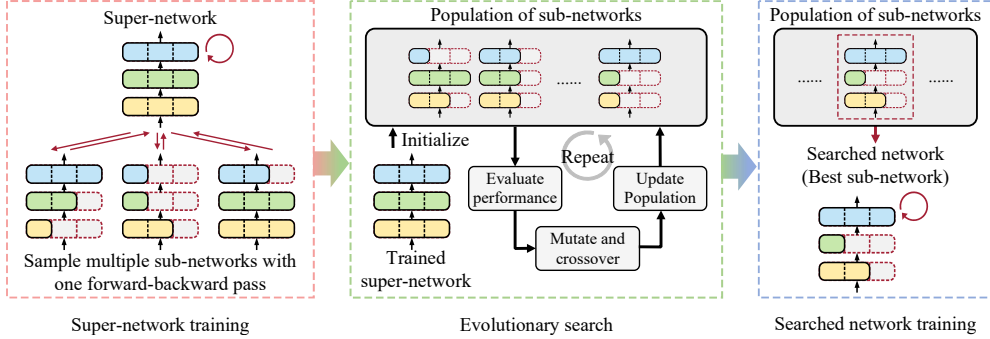 Super-network
Sample multiple sub-networks with
one forward-backward pass
Super-network training
Population of sub-networks
......
Initialize
Repeat
Evaluate
performance
Update
Population
Mutate and
crossover
Trained
super-network
Evolutionary search
Population of sub-networks
......
......
Searched network
(Best sub-network)
Searched network training